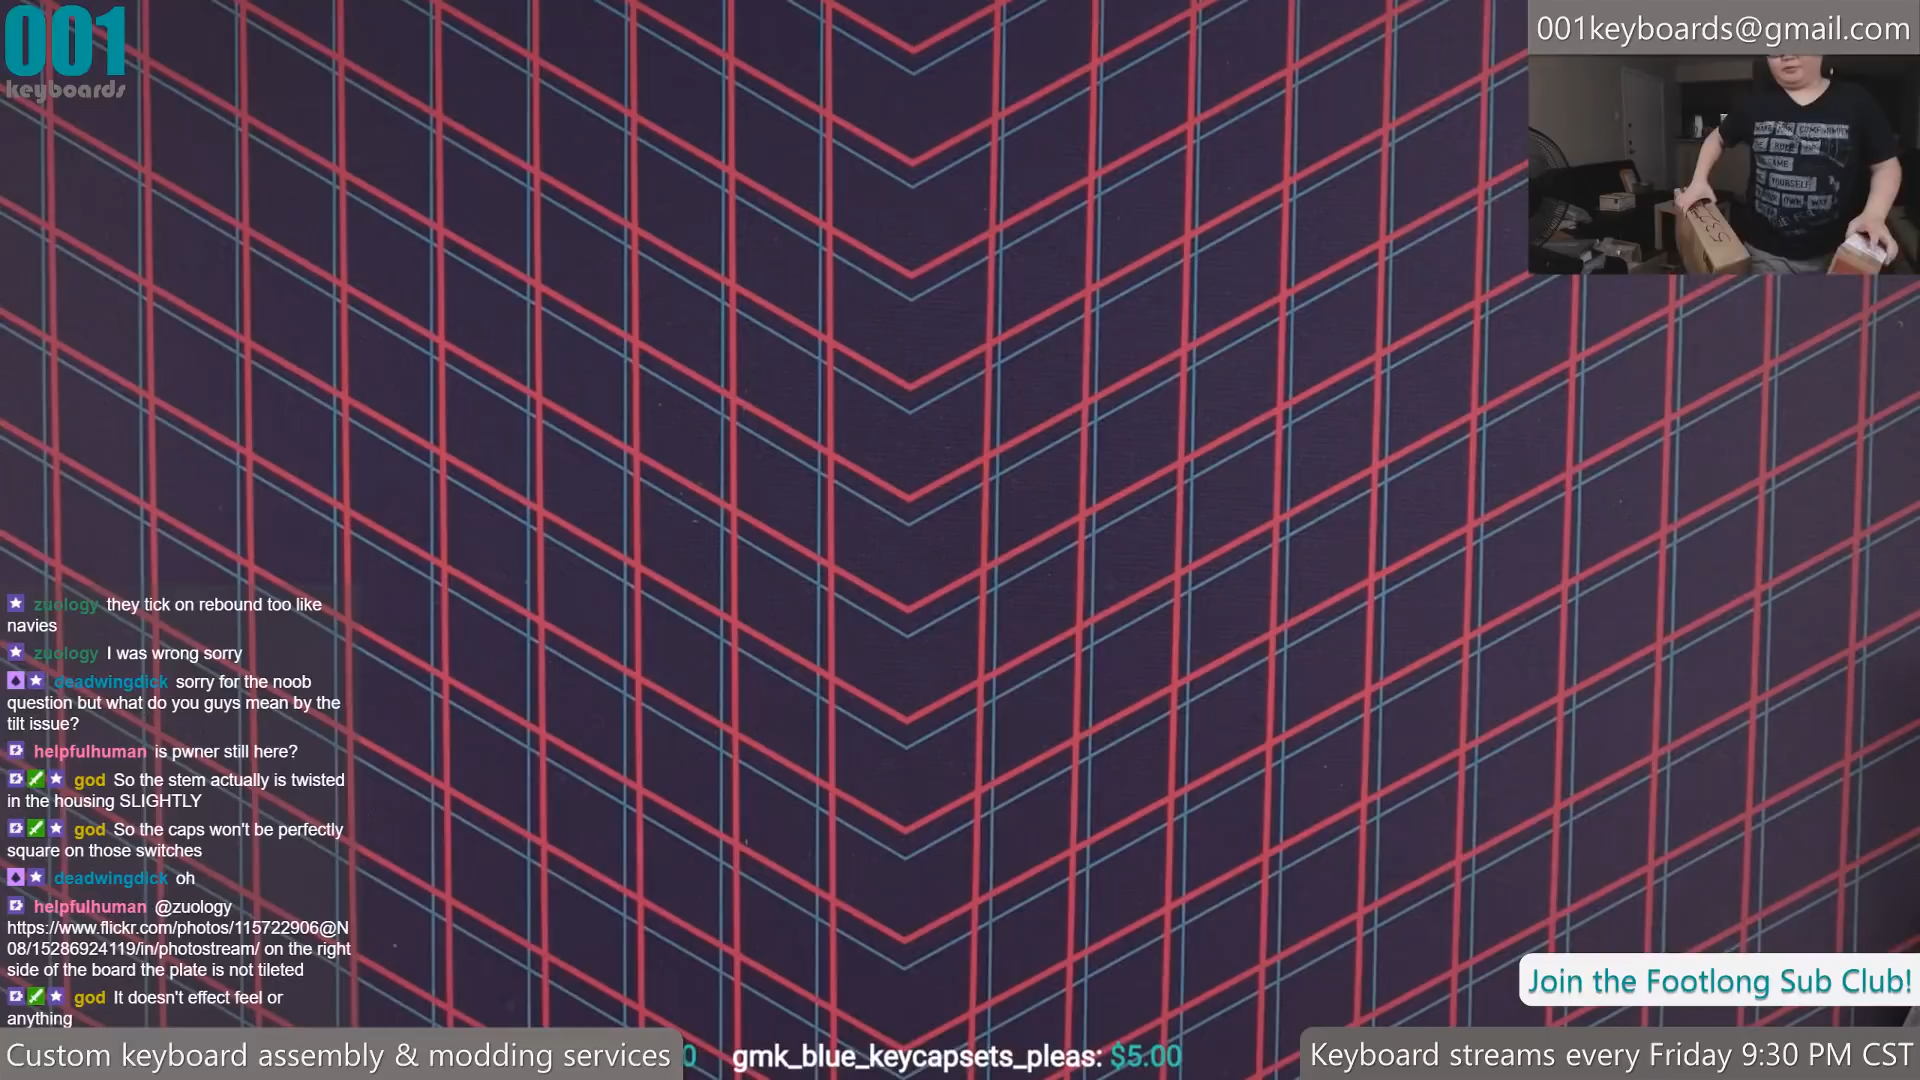 001
keyboards
001keyboards@gmail.com
YOURSELF
OWN WAY
zuology they tick on rebound too like
navies
zuology I was wrong sorry
deadwingdick sorry for the noob
question but what do you guys mean by the
tilt issue?
helpfulhuman is pwner still here?
god So the stem actually is twisted
in the housing SLIGHTLY
god So the caps won't be perfectly
square on those switches
deadwingdick oh
helpfulhuman @zuology
https://www.flickr.com/photos/115722906@N
08/15286924119/in/photostream/ on the right
side of the board the plate is not tileted
god It doesn't effect feel or
anything
Join the Footlong Sub Club!
Custom keyboard assembly & modding services
0 gmk_blue_keycapsets_pleas: $5.00
Keyboard streams every Friday 9:30 PM CST